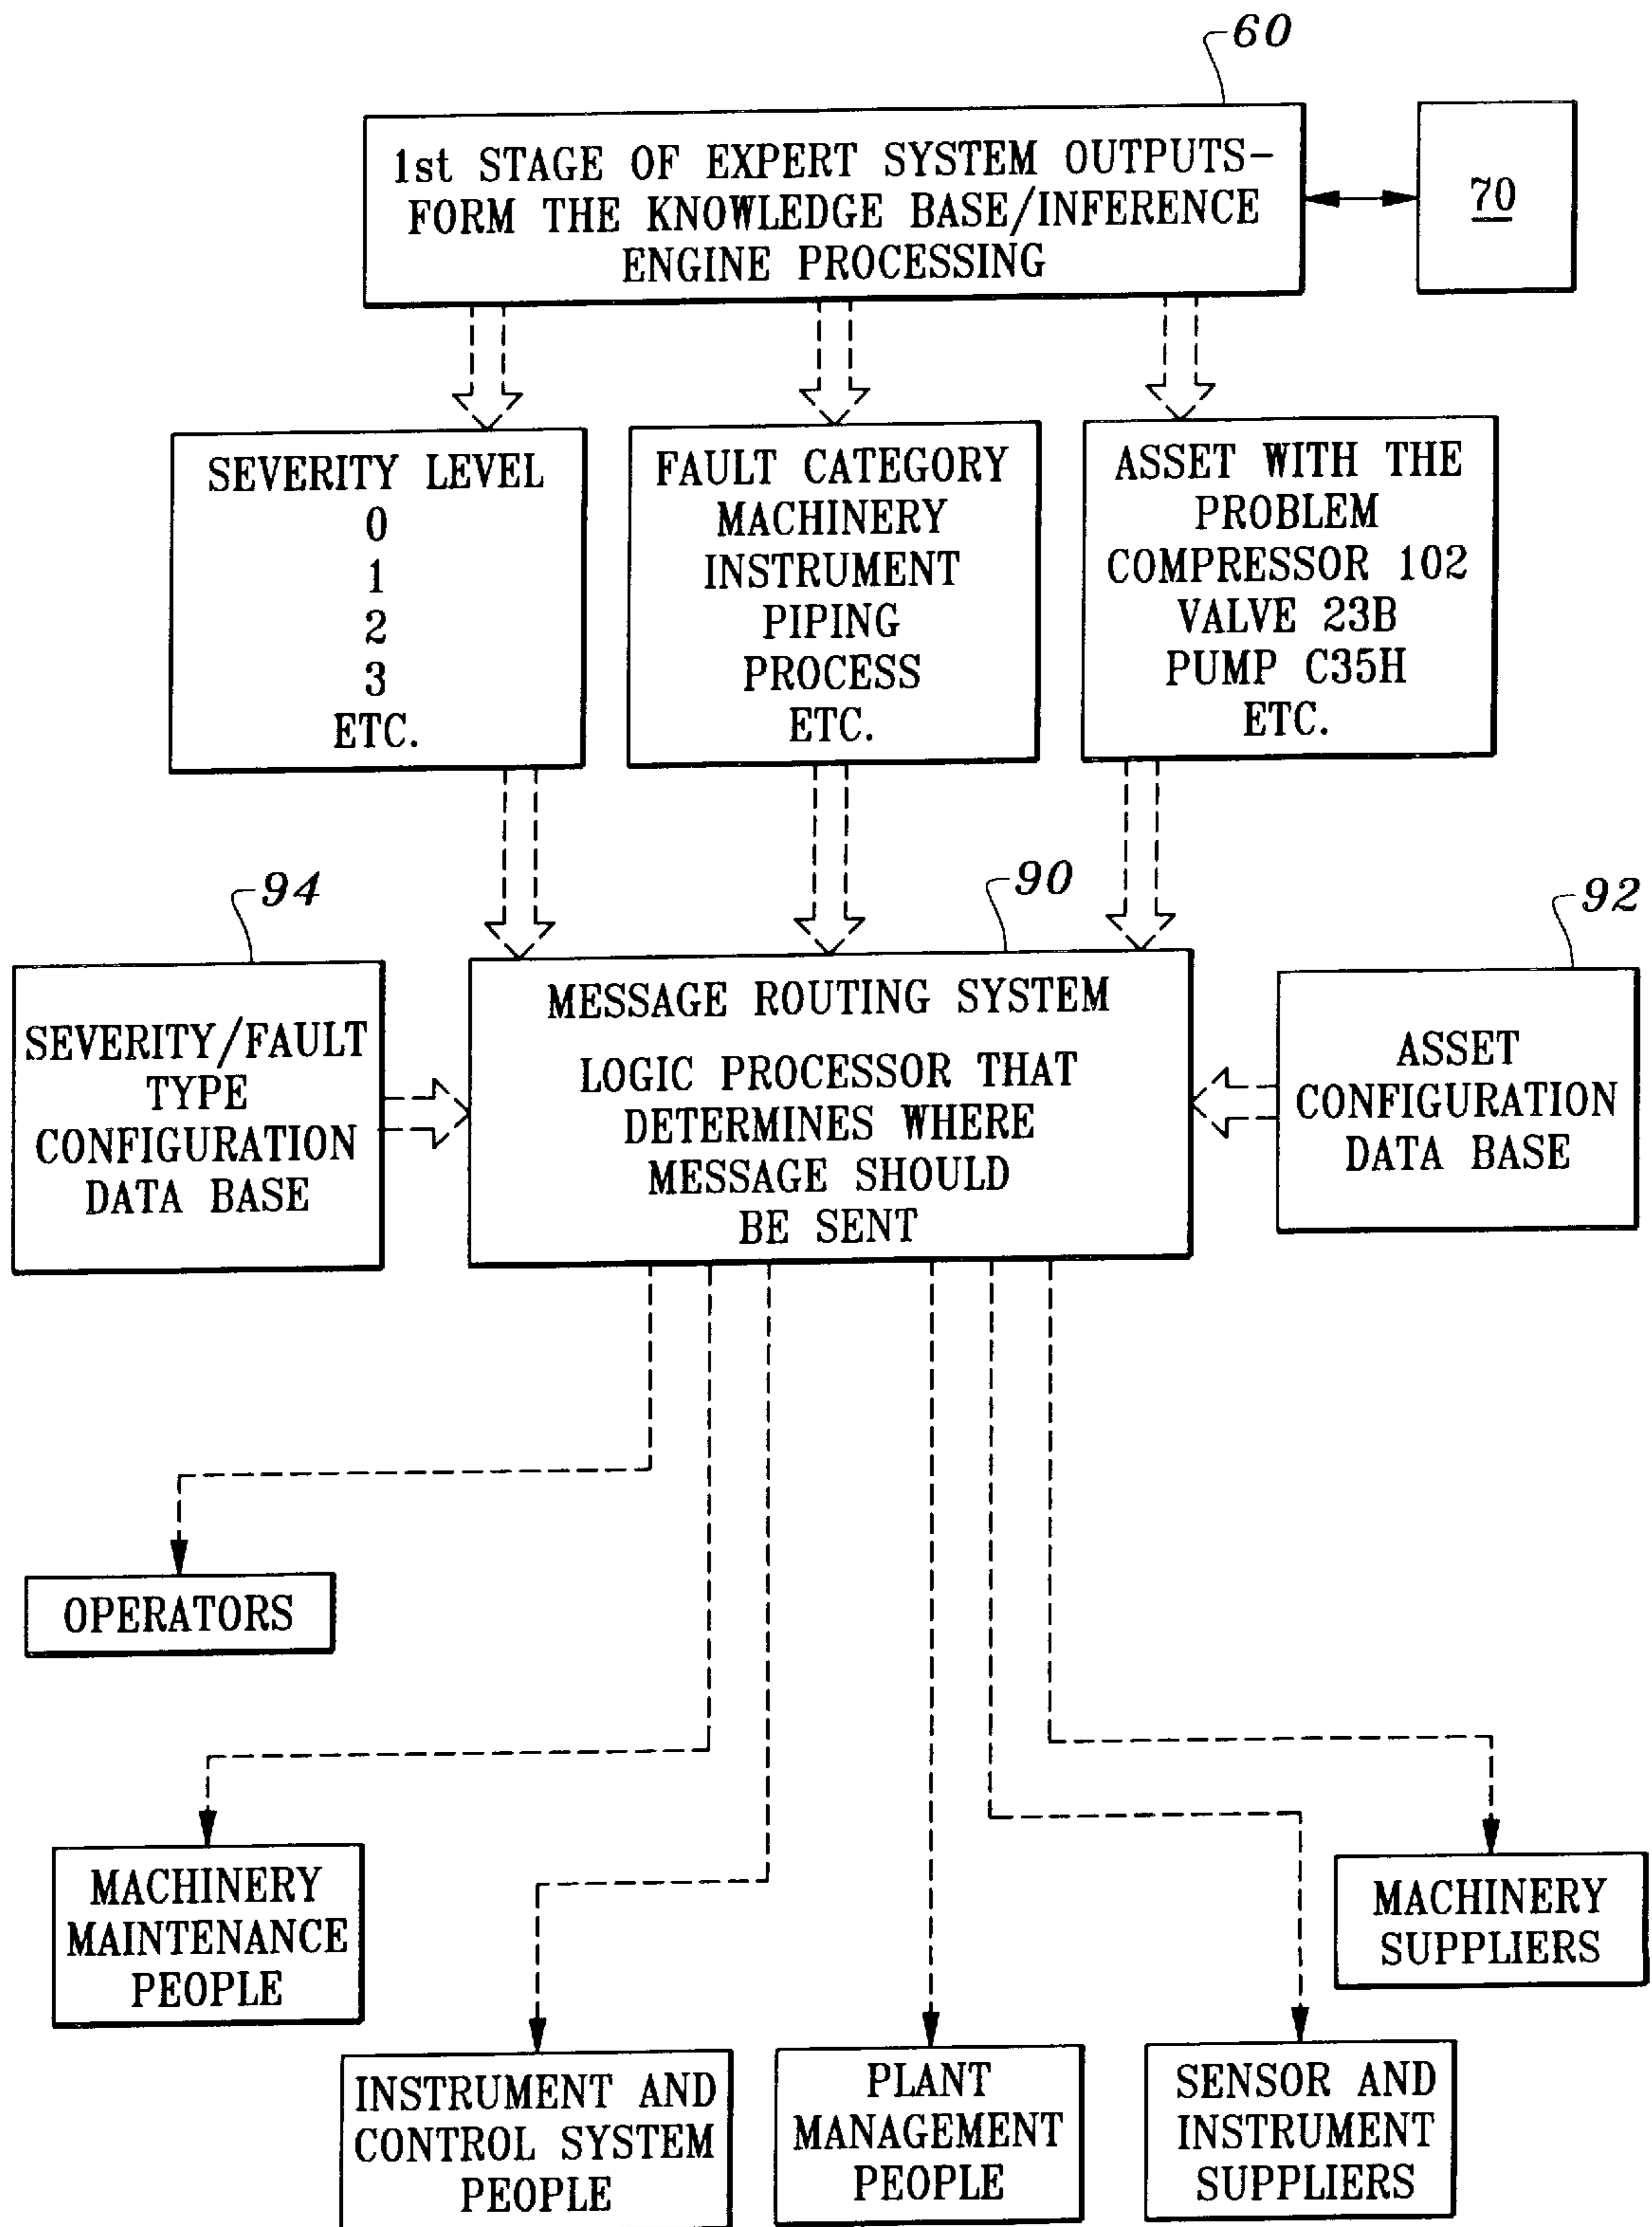 60
1st STAGE OF EXPERT SYSTEM OUTPUTS-
FORM THE KNOWLEDGE BASE/INFERENCE
ENGINE PROCESSING
70
SEVERITY LEVEL
0
1
2
3
ETC.
FAULT CATEGORY
MACHINERY
INSTRUMENT
PIPING
PROCESS
ETC.
ASSET WITH THE
PROBLEM
COMPRESSOR 102
VALVE 23B
PUMP C35H
ETC.
94
SEVERITY/FAULT
TYPE
CONFIGURATION
DATA BASE
90
MESSAGE ROUTING SYSTEM
LOGIC PROCESSOR THAT
DETERMINES WHERE
MESSAGE SHOULD
BE SENT
92
ASSET
CONFIGURATION
DATA BASE
OPERATORS
MACHINERY
MAINTENANCE
PEOPLE
INSTRUMENT AND
CONTROL SYSTEM
PEOPLE
PLANT
MANAGEMENT
PEOPLE
SENSOR AND
INSTRUMENT
SUPPLIERS
MACHINERY
SUPPLIERS